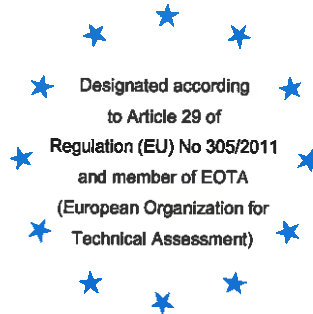 Designated according
to Article 29 of
Regulation (EU) No 305/2011
and member of EOTA
(European Organization for
Technical Assessment)